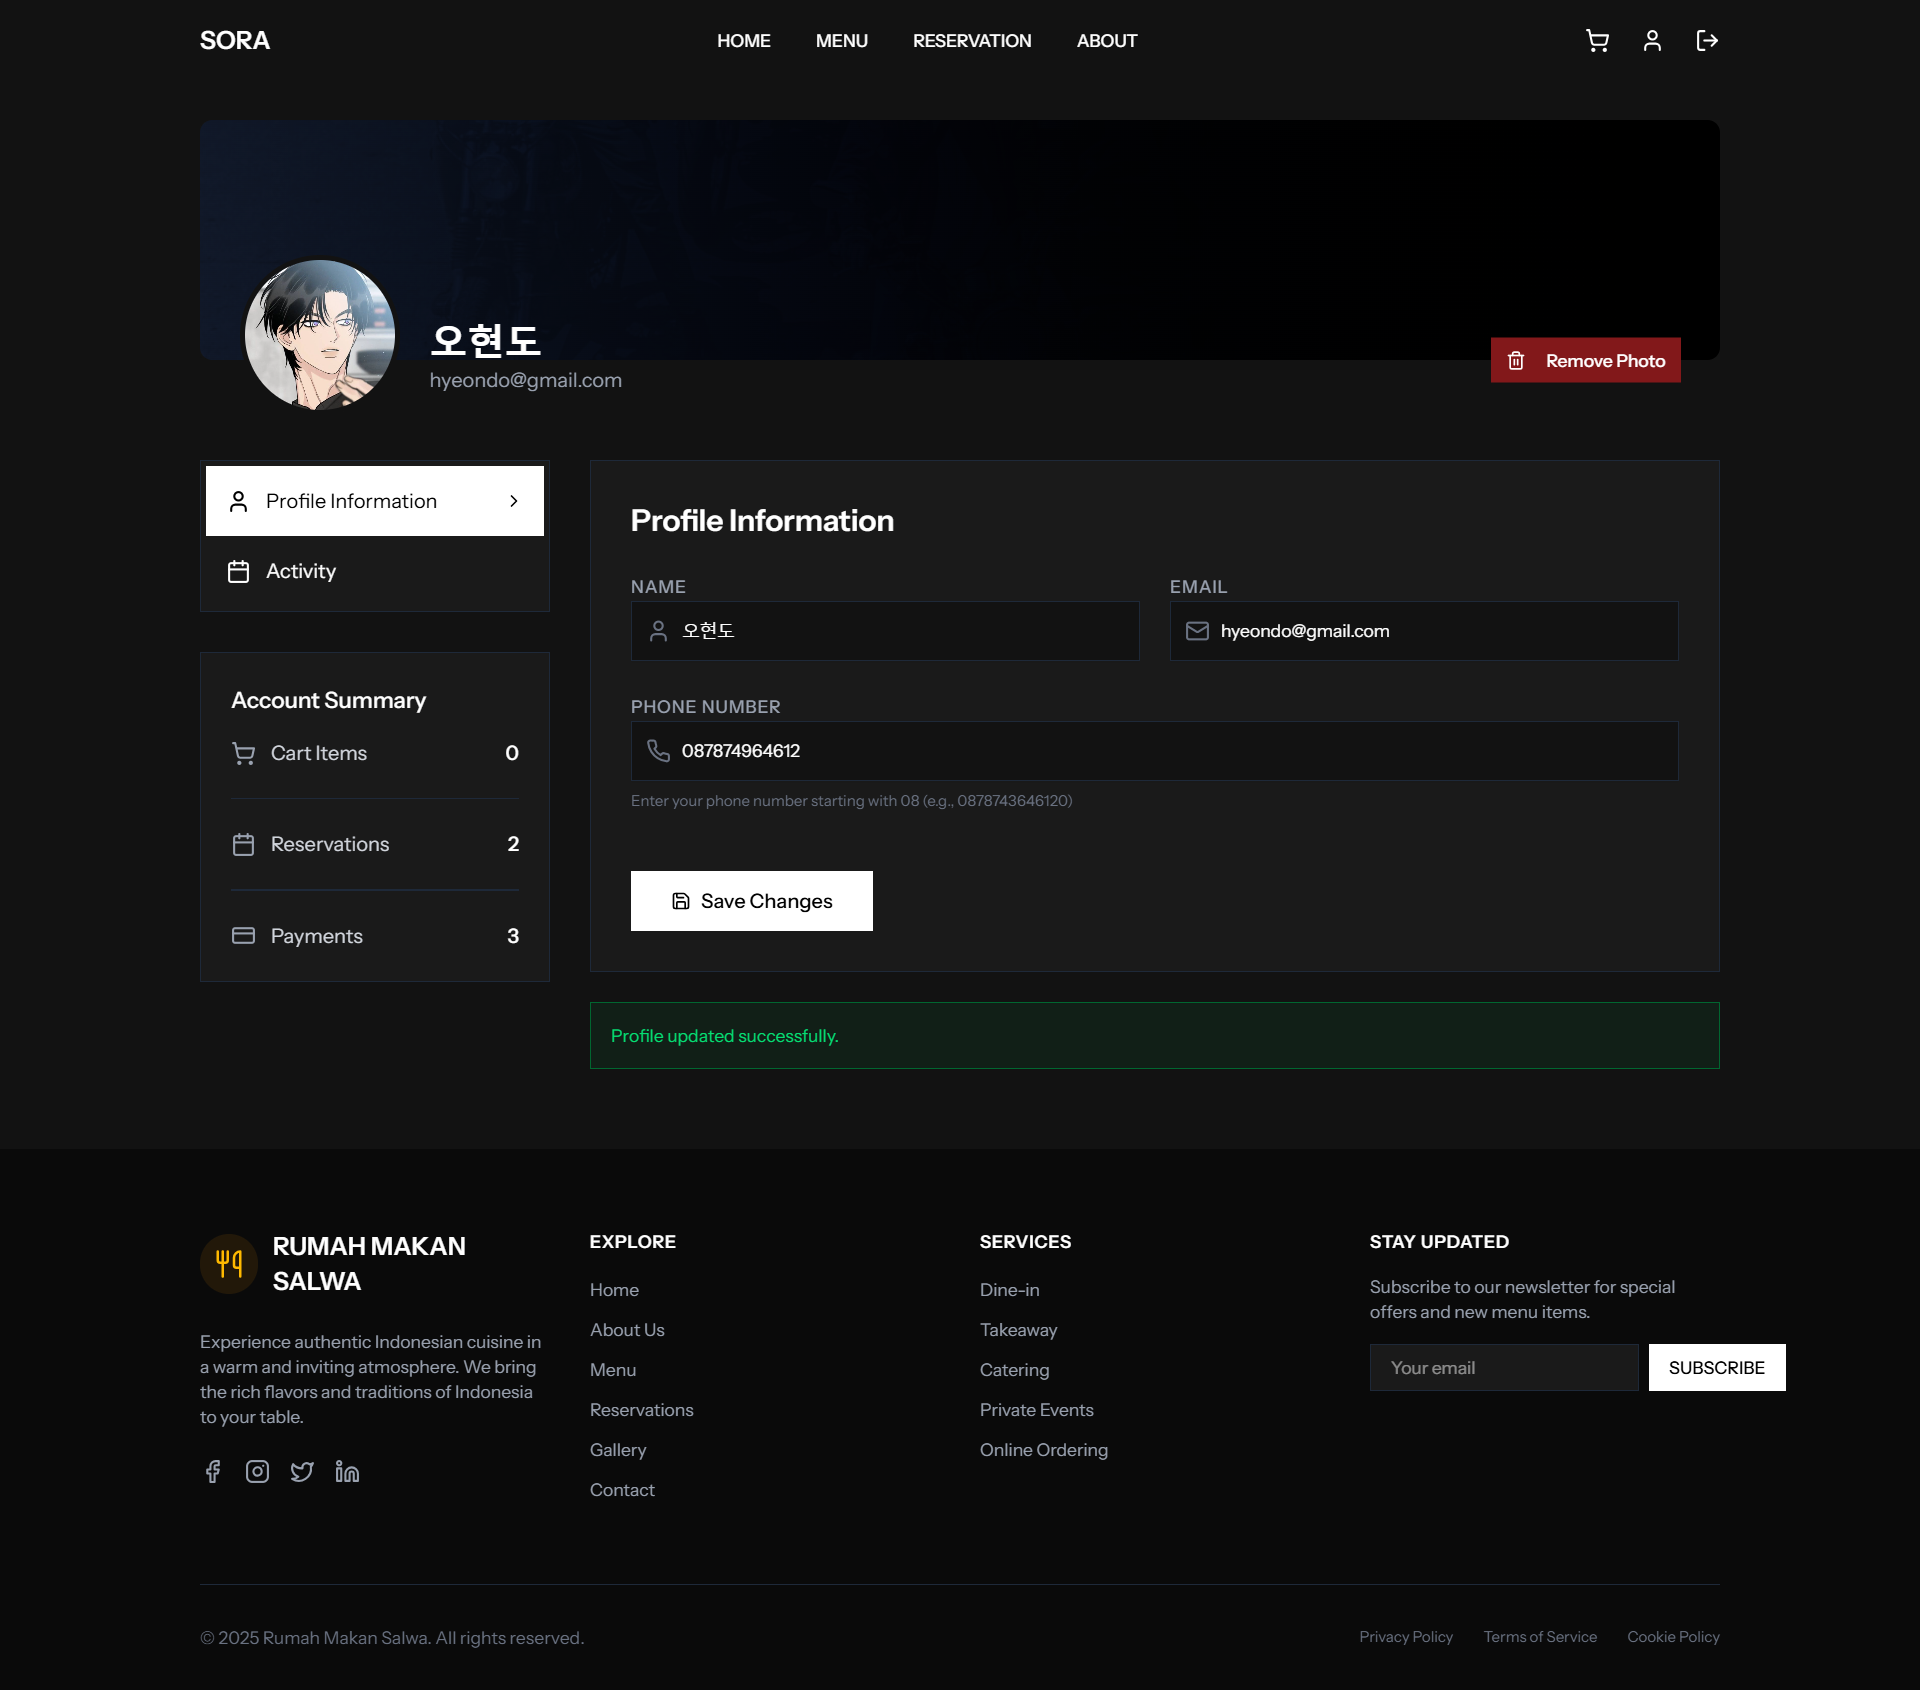 SORA
HOME
MENU
RESERVATION
ABOUT
오현도
hyeondo@gmail.com
Remove Photo
Profile Information
Activity
Account Summary
Cart Items 0
Reservations 2
Payments 3
Profile Information
NAME
오현도
EMAIL
hyeondo@gmail.com
PHONE NUMBER
087874964612
Enter your phone number starting with 08 (e.g., 0878743646120)
Save Changes
Profile updated successfully.
RUMAH MAKAN
SALWA
Experience authentic Indonesian cuisine in
a warm and inviting atmosphere. We bring
the rich flavors and traditions of Indonesia
to your table.
EXPLORE
Home
About Us
Menu
Reservations
Gallery
Contact
SERVICES
Dine-in
Takeaway
Catering
Private Events
Online Ordering
STAY UPDATED
Subscribe to our newsletter for special
offers and new menu items.
Your email
SUBSCRIBE
© 2025 Rumah Makan Salwa. All rights reserved.
Privacy Policy
Terms of Service
Cookie Policy